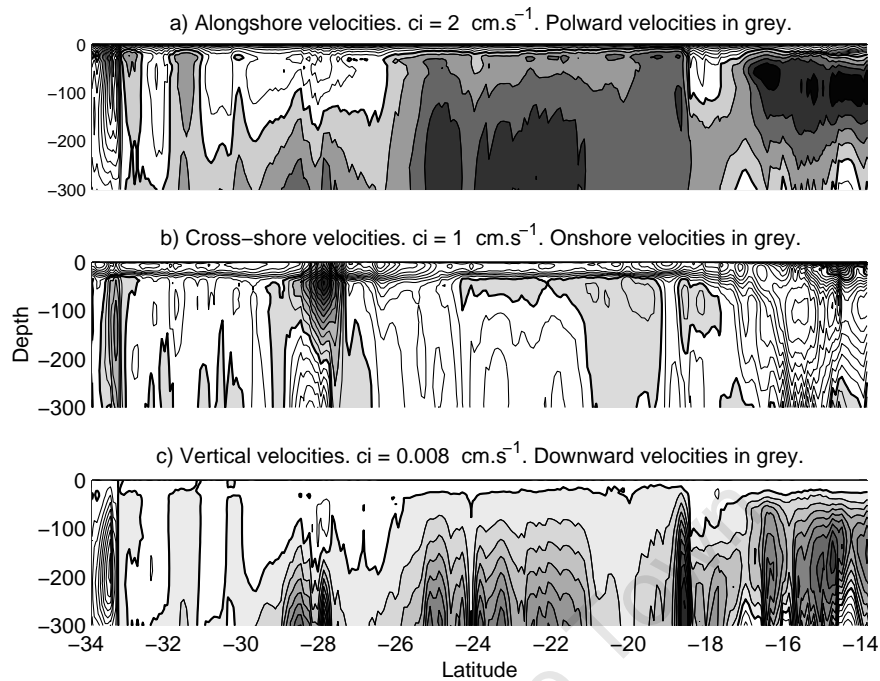 a) Alongshore velocities. ci = 2 cm.s⁻¹. Polward velocities in grey.
0
−100
−200
−300
b) Cross−shore velocities. ci = 1 cm.s⁻¹. Onshore velocities in grey.
0
−100
−200
−300
Depth
c) Vertical velocities. ci = 0.008 cm.s⁻¹. Downward velocities in grey.
0
−100
−200
−300
−34 −32 −30 −28 −26 −24 −22 −20 −18 −16 −14
Latitude
Town